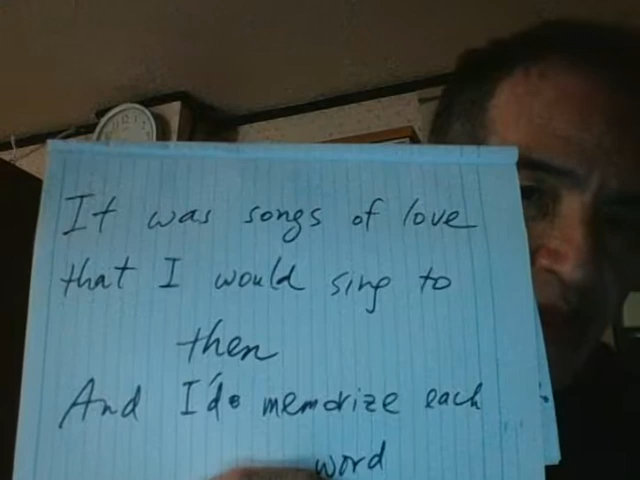 It was songs of love
that I would sing to
then
And I'd memorize each
word